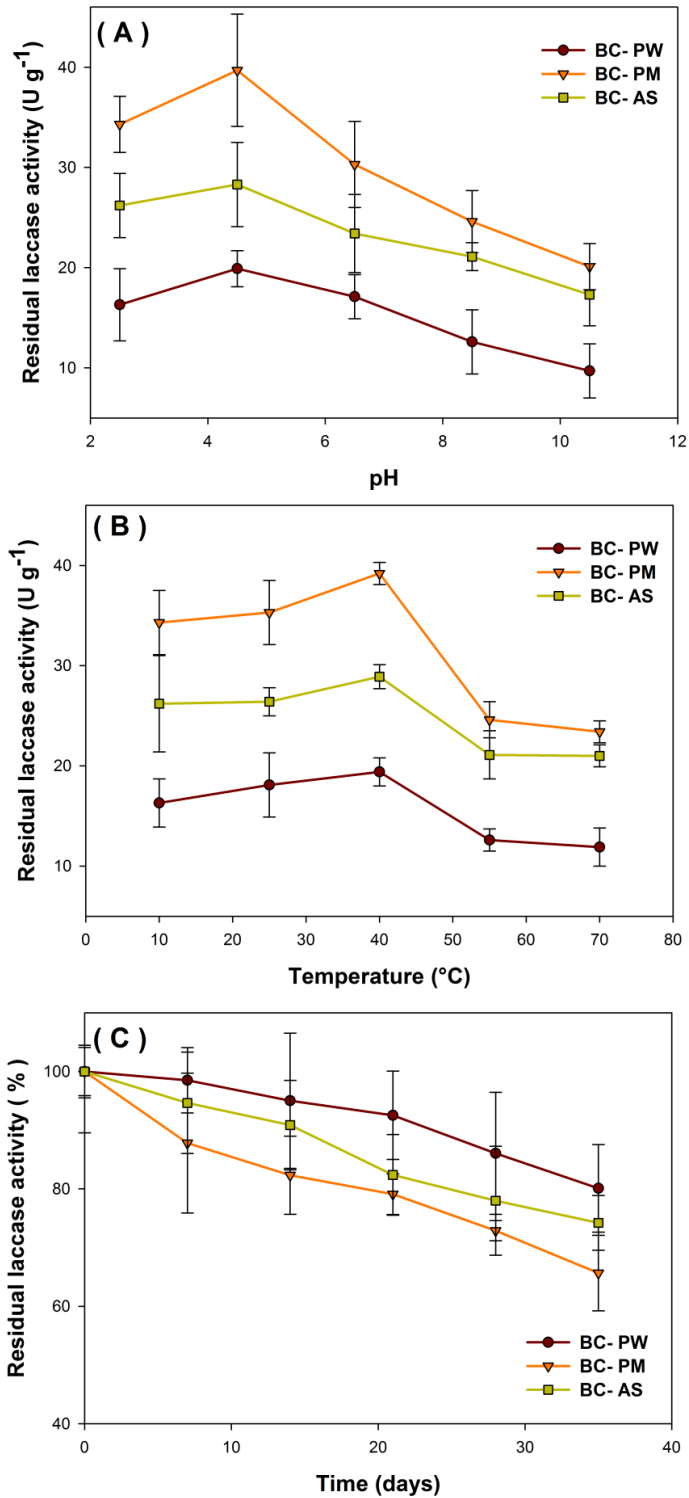 ( A )
BC- PW
BC- PM
BC- AS
Residual laccase activity (U g-1)
40
30
20
10
2
4
6
8
10
12
pH
( B )
BC- PW
BC- PM
BC- AS
Residual laccase activity (U g-1)
40
30
20
10
0
10
20
30
40
50
60
70
80
Temperature (°C)
( C )
Residual laccase activity ( % )
100
80
60
40
BC- PW
BC- PM
BC- AS
0
10
20
30
40
Time (days)